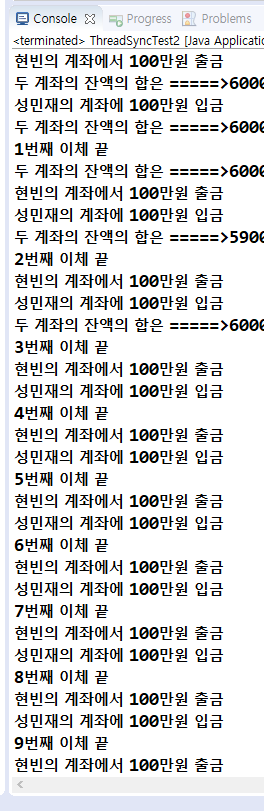 Console Progress Problems
<terminated> ThreadSyncTest2 [Java Applicatio
현빈의 계좌에서 100만원 출금
두 계좌의 잔액의 합은 =====>6000
성민재의 계좌에 100만원 입금
두 계좌의 잔액의 합은 =====>6000
1번째 이체 끝
두 계좌의 잔액의 합은 =====>6000
현빈의 계좌에서 100만원 출금
성민재의 계좌에 100만원 입금
두 계좌의 잔액의 합은 =====>5900
2번째 이체 끝
현빈의 계좌에서 100만원 출금
성민재의 계좌에 100만원 입금
두 계좌의 잔액의 합은 =====>6000
3번째 이체 끝
현빈의 계좌에서 100만원 출금
성민재의 계좌에 100만원 입금
4번째 이체 끝
현빈의 계좌에서 100만원 출금
성민재의 계좌에 100만원 입금
5번째 이체 끝
현빈의 계좌에서 100만원 출금
성민재의 계좌에 100만원 입금
6번째 이체 끝
현빈의 계좌에서 100만원 출금
성민재의 계좌에 100만원 입금
7번째 이체 끝
현빈의 계좌에서 100만원 출금
성민재의 계좌에 100만원 입금
8번째 이체 끝
현빈의 계좌에서 100만원 출금
성민재의 계좌에 100만원 입금
9번째 이체 끝
현빈의 계좌에서 100만원 출금